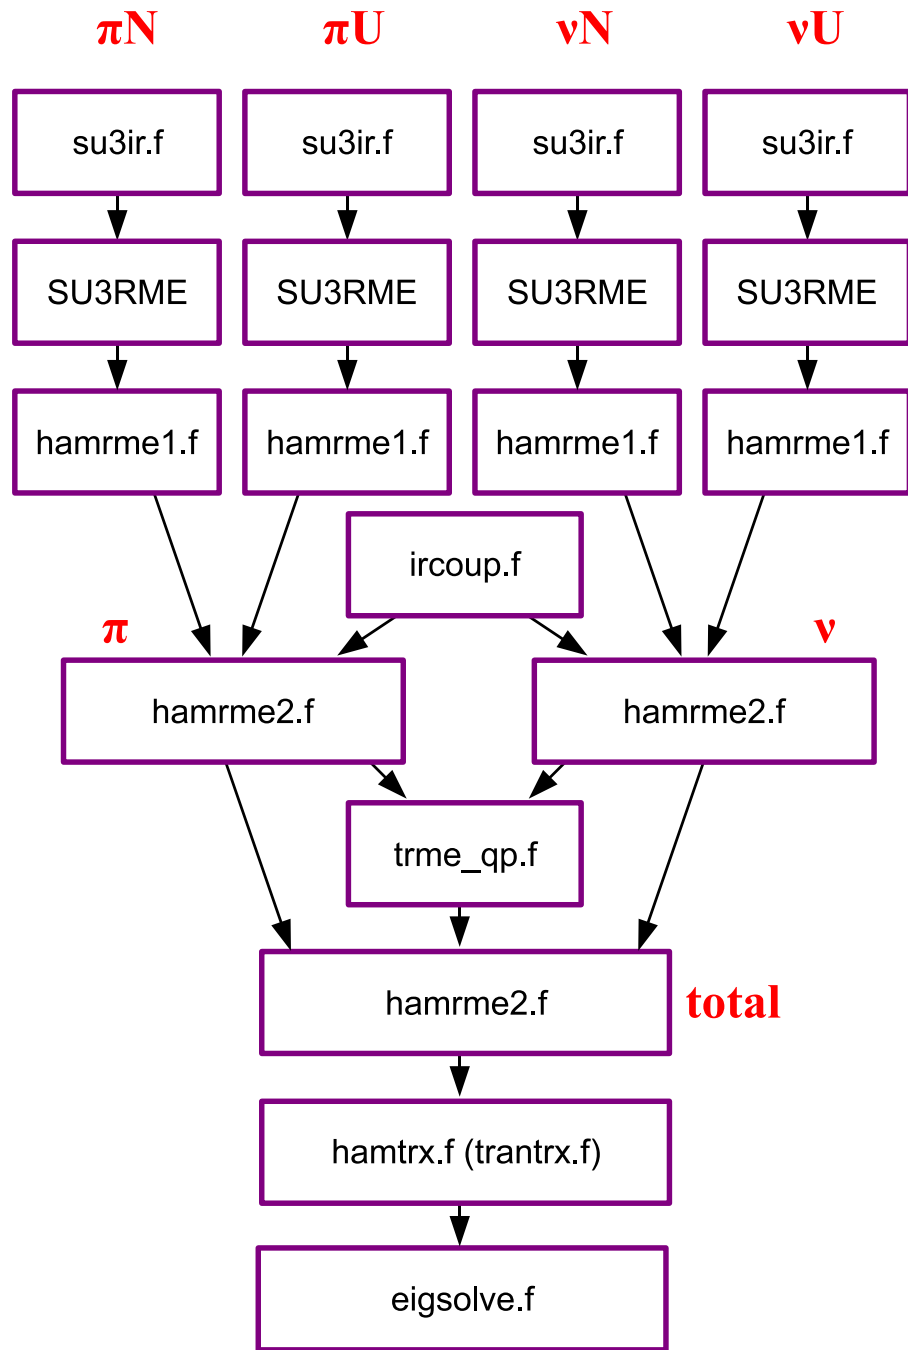 πN πU νN νU
su3ir.f su3ir.f su3ir.f su3ir.f
SU3RME SU3RME SU3RME SU3RME
hamrme1.f hamrme1.f hamrme1.f hamrme1.f
ircoup.f
π ν
hamrme2.f hamrme2.f
trme_qp.f
hamrme2.f total
hamtrx.f (trantrx.f)
eigsolve.f